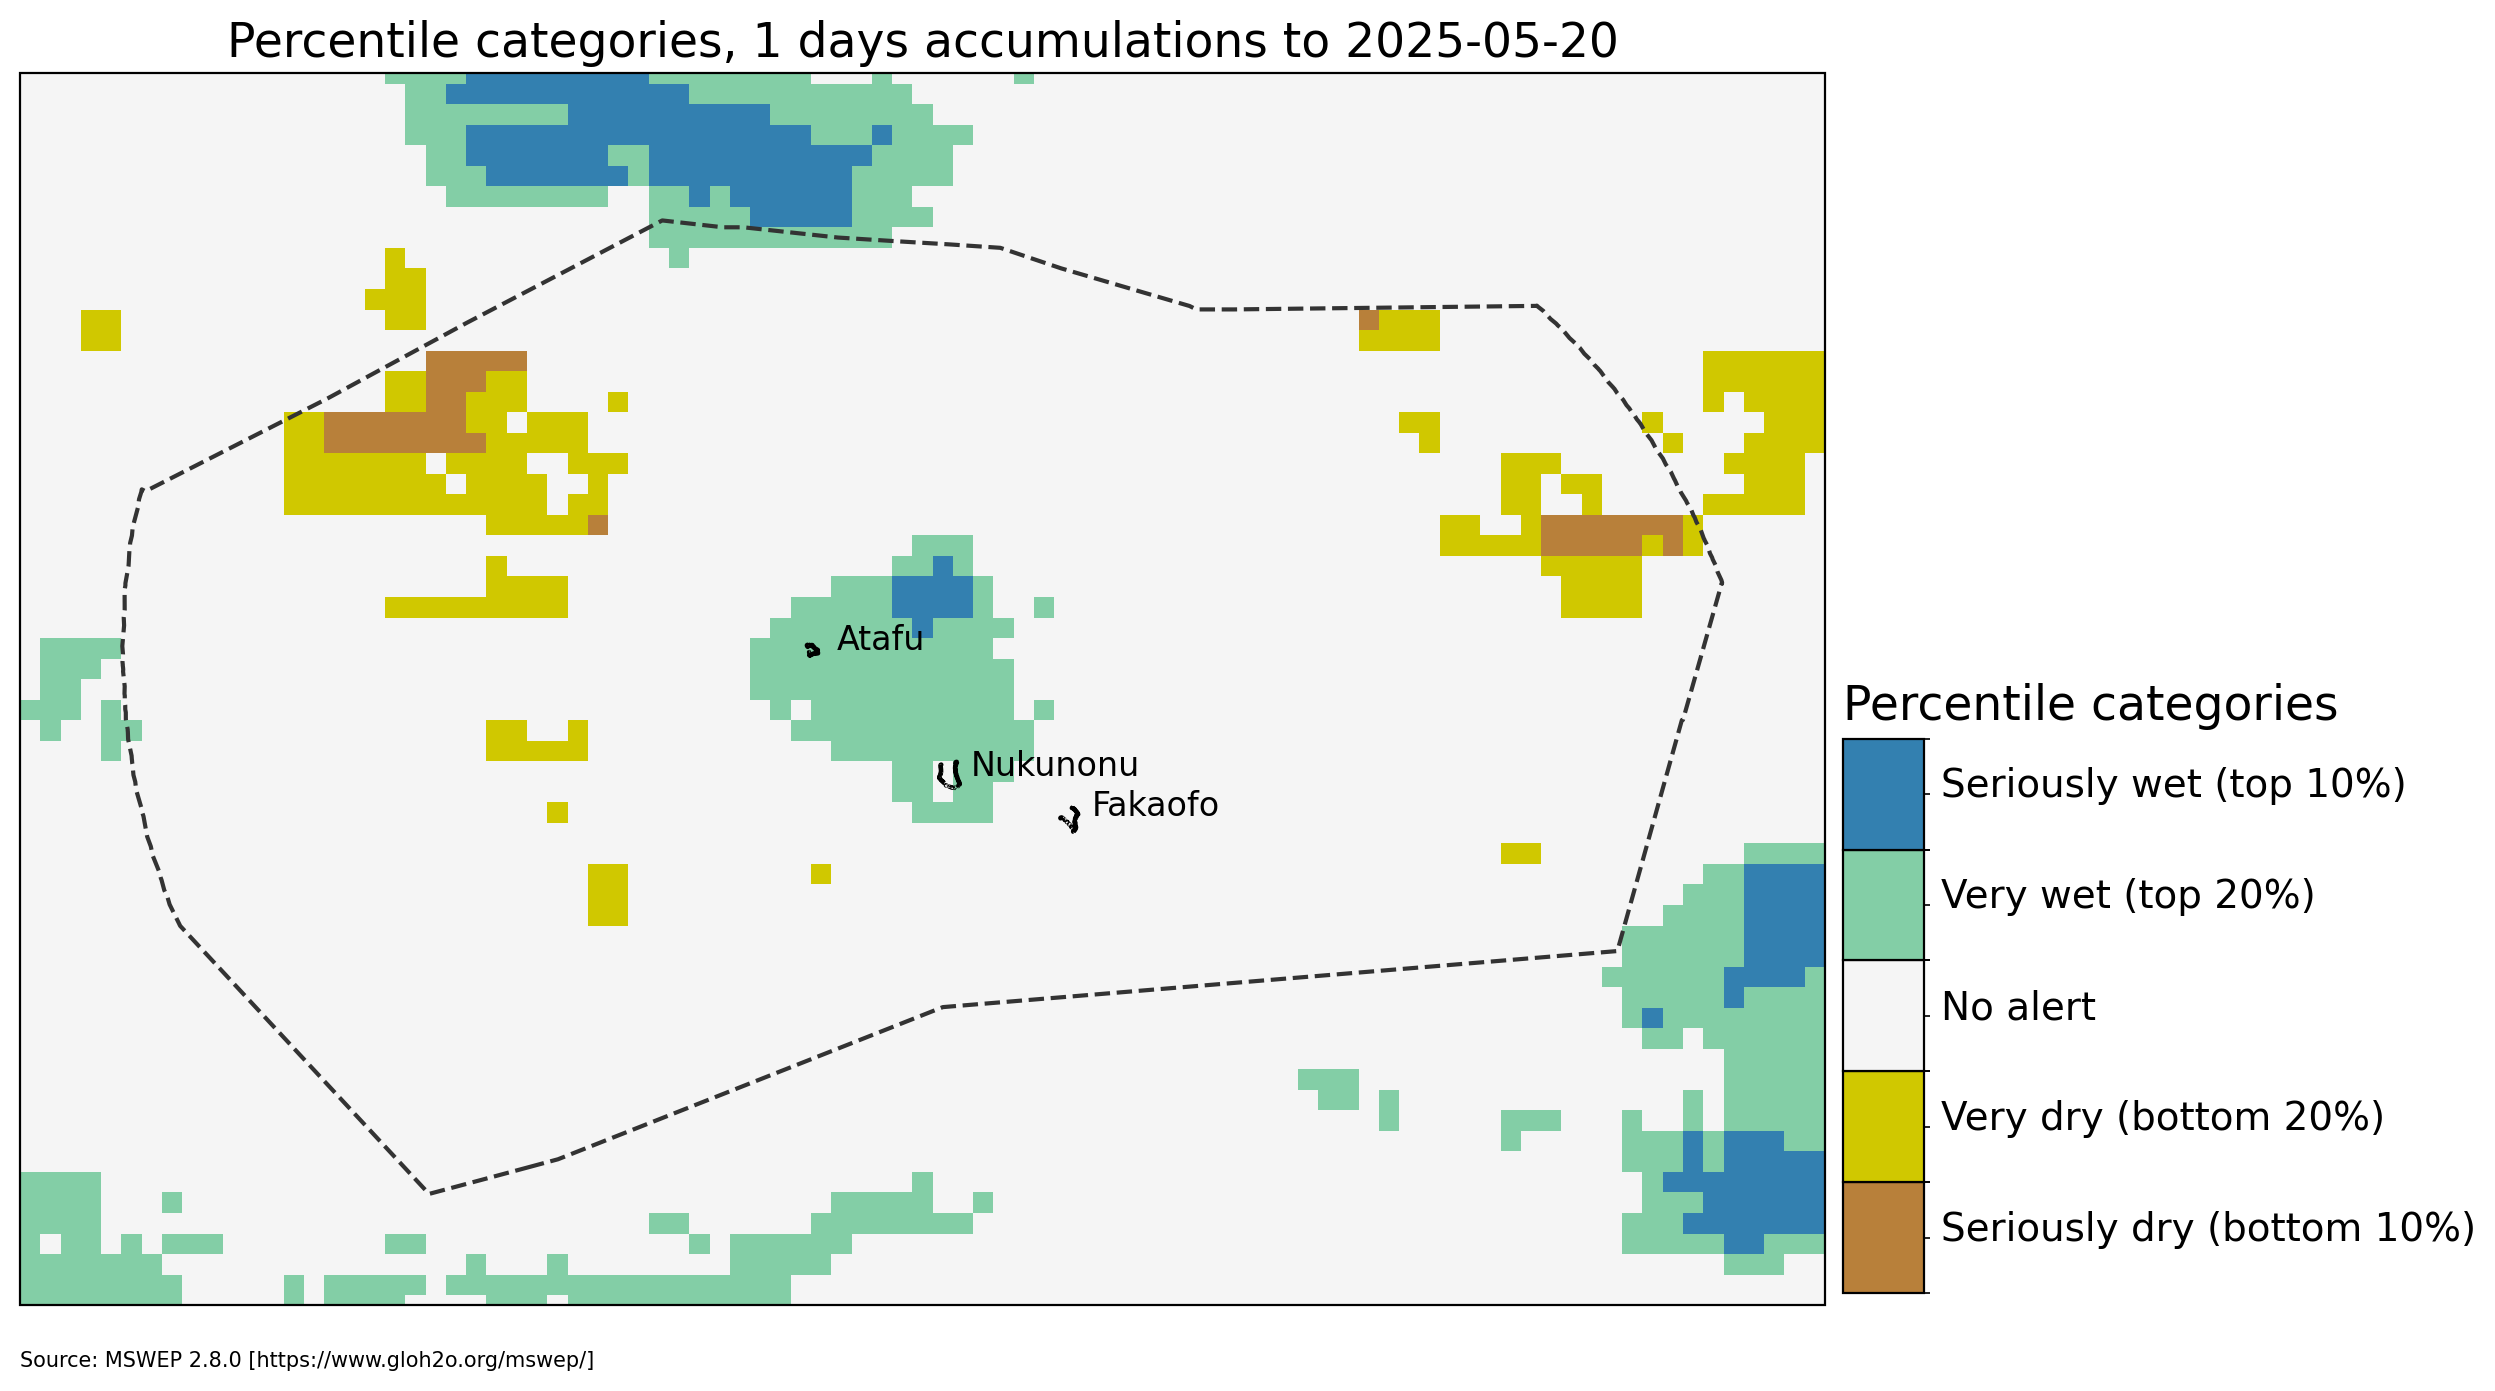 Percentile categories, 1 days accumulations to 2025-05-20
Atafu
Nukunonu
Fakaofo
Percentile categories
Seriously wet (top 10%)
Very wet (top 20%)
No alert
Very dry (bottom 20%)
Seriously dry (bottom 10%)
Source: MSWEP 2.8.0 [https://www.gloh2o.org/mswep/]